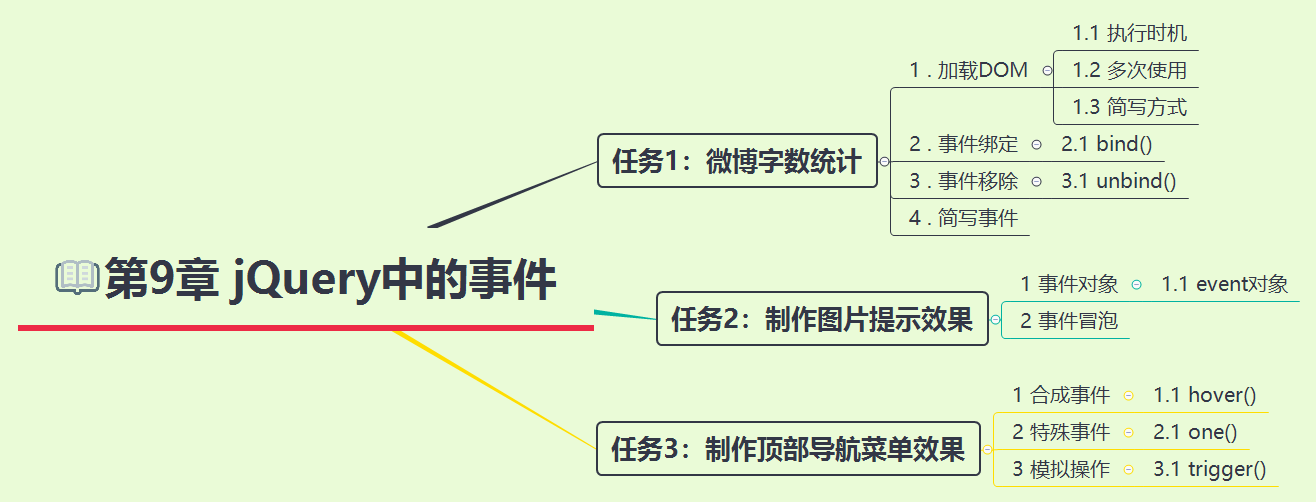 第9章 jQuery中的事件
任务1：微博字数统计
1 . 加载DOM
1.1 执行时机
1.2 多次使用
1.3 简写方式
2 . 事件绑定
2.1 bind()
3 . 事件移除
3.1 unbind()
4 . 简写事件
任务2：制作图片提示效果
1 事件对象
1.1 event对象
2 事件冒泡
任务3：制作顶部导航菜单效果
1 合成事件
1.1 hover()
2 特殊事件
2.1 one()
3 模拟操作
3.1 trigger()